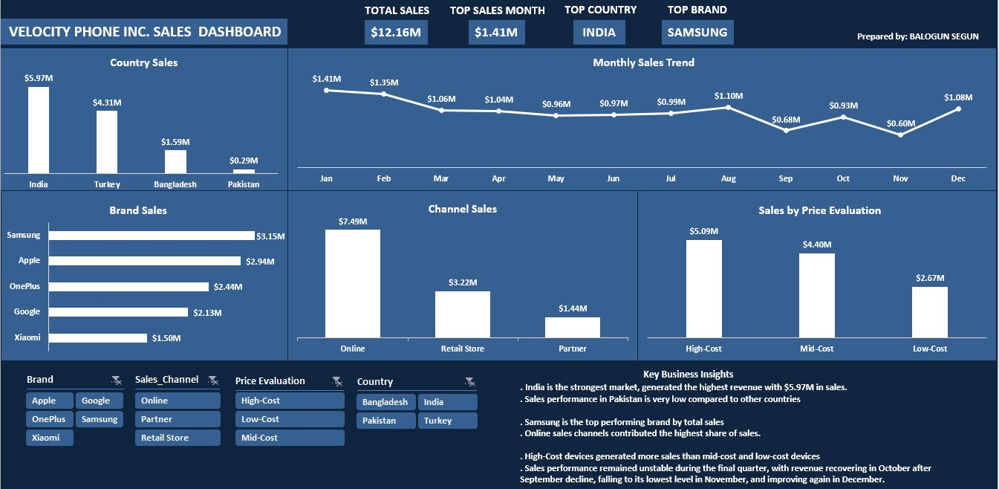 TOTAL SALES
TOP SALES MONTH
TOP COUNTRY
TOP BRAND
VELOCITY PHONE INC. SALES DASHBOARD
$12.16M
$1.41M
INDIA
SAMSUNG
Prepared by: BALOGUN SEGUN
Country Sales
$5.97M
$4.31M
$1.59M
$0.29M
India
Turkey
Bangladesh
Pakistan
Monthly Sales Trend
$1.41M
$1.35M
$1.06M
$1.04M
$0.96M
$0.97M
$0.99M
$1.10M
$0.68M
$0.93M
$0.60M
$1.08M
Jan
Feb
Mar
Apr
May
Jun
Jul
Aug
Sep
Oct
Nov
Dec
Brand Sales
Samsung
$3.15M
Apple
$2.94M
OnePlus
$2.44M
Google
$2.13M
Xiaomi
$1.50M
Channel Sales
$7.49M
$3.22M
$1.44M
Online
Retail Store
Partner
Sales by Price Evaluation
$5.09M
$4.40M
$2.67M
High-Cost
Mid-Cost
Low-Cost
Brand
Apple
Google
OnePlus
Samsung
Xiaomi
Sales_Channel
Online
Partner
Retail Store
Price Evaluation
High-Cost
Low-Cost
Mid-Cost
Country
Bangladesh
India
Pakistan
Turkey
Key Business Insights
. India is the strongest market, generated the highest revenue with $5.97M in sales.
. Sales performance in Pakistan is very low compared to other countries
. Samsung is the top performing brand by total sales
. Online sales channels contributed the highest share of sales.
. High-Cost devices generated more sales than mid-cost and low-cost devices
. Sales performance remained unstable during the final quarter, with revenue recovering in October after
September decline, falling to its lowest level in November, and improving again in December.